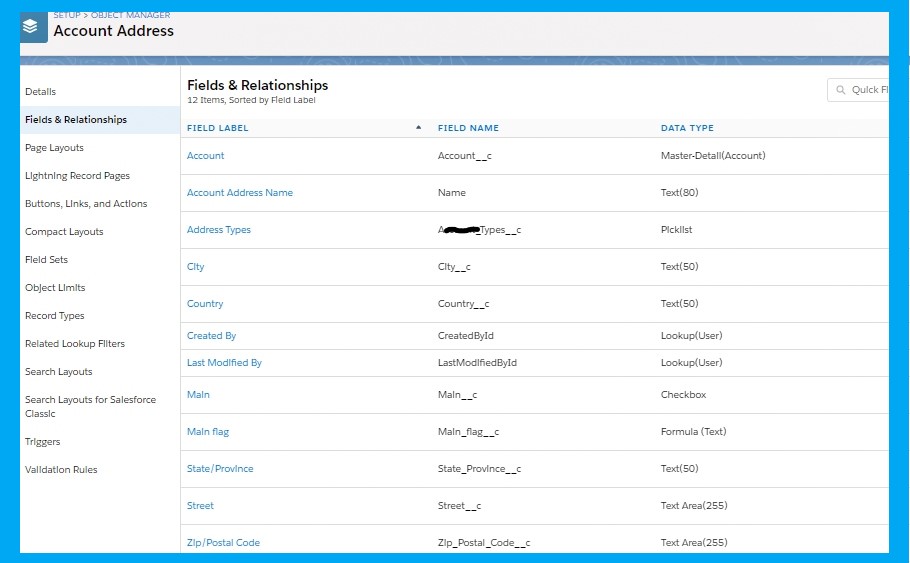 SETUP > OBJECT MANAGER
Account Address
Details
Fields & Relationships
Page Layouts
Lightning Record Pages
Buttons, Links, and Actions
Compact Layouts
Field Sets
Object Limits
Record Types
Related Lookup Filters
Search Layouts
Search Layouts for Salesforce
Classic
Triggers
Validation Rules
Fields & Relationships
12 Items, Sorted by Field Label
Quick Fi
FIELD LABEL FIELD NAME DATA TYPE
Account Account__c Master-Detail(Account)
Account Address Name Name Text(80)
Address Types Types__c Picklist
City City__c Text(50)
Country Country__c Text(50)
Created By CreatedById Lookup(User)
Last Modified By LastModifiedById Lookup(User)
Main Main__c Checkbox
Main flag Main_flag__c Formula (Text)
State/Province State_Province__c Text(50)
Street Street__c Text Area(255)
Zip/Postal Code Zip_Postal_Code__c Text Area(255)